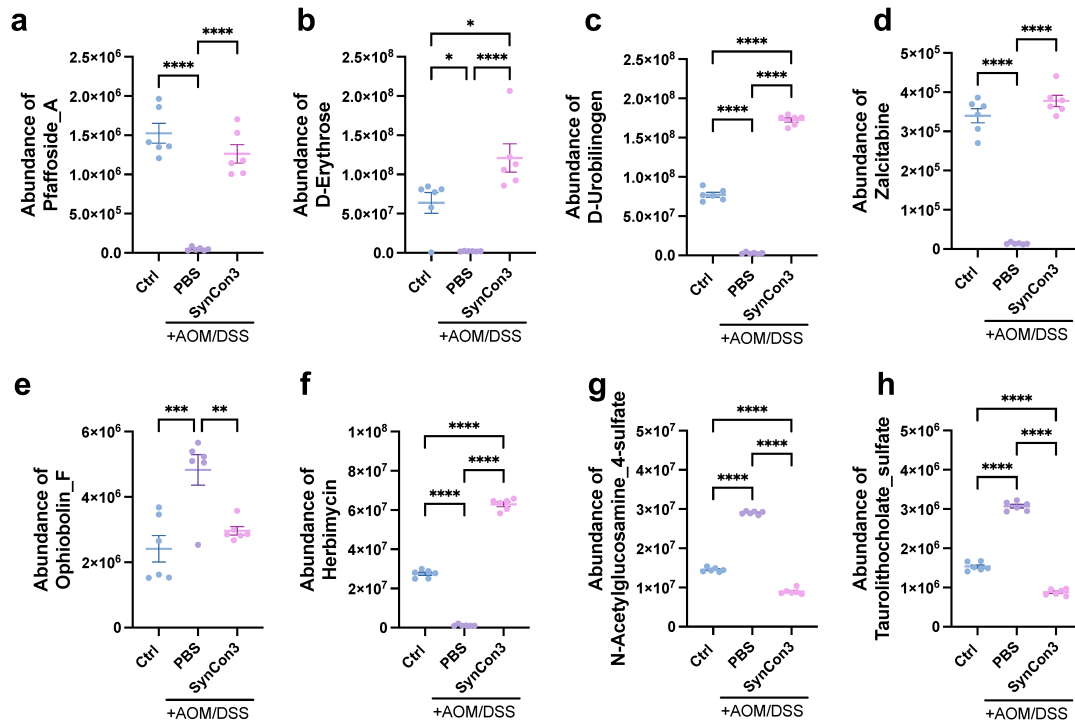 a
****
****
Abundance of
Pfaffoside_A
2.5×10⁶
2.0×10⁶
1.5×10⁶
1.0×10⁶
5.0×10⁵
0.0
Ctrl
PBS
SynCon3
+AOM/DSS
b
*
*
****
Abundance of
D-Erythrose
2.5×10⁸
2.0×10⁸
1.5×10⁸
1.0×10⁸
5.0×10⁷
0.0
Ctrl
PBS
SynCon3
+AOM/DSS
c
****
****
****
Abundance of
D-Urobilinogen
2.5×10⁸
2.0×10⁸
1.5×10⁸
1.0×10⁸
5.0×10⁷
0.0
Ctrl
PBS
SynCon3
+AOM/DSS
d
****
****
Abundance of
Zalcitabine
5×10⁵
4×10⁵
3×10⁵
2×10⁵
1×10⁵
0
Ctrl
PBS
SynCon3
+AOM/DSS
e
***
**
Abundance of
Ophiobolin_F
6×10⁶
4×10⁶
2×10⁶
0
Ctrl
PBS
SynCon3
+AOM/DSS
f
****
****
****
Abundance of
Herbimycin
1×10⁸
8×10⁷
6×10⁷
4×10⁷
2×10⁷
0
Ctrl
PBS
SynCon3
+AOM/DSS
g
****
****
****
Abundance of
N-Acetylglucosamine_4-sulfate
5×10⁷
4×10⁷
3×10⁷
2×10⁷
1×10⁷
0
Ctrl
PBS
SynCon3
+AOM/DSS
h
****
****
****
Abundance of
Taurolithocholate_sulfate
5×10⁶
4×10⁶
3×10⁶
2×10⁶
1×10⁶
0
Ctrl
PBS
SynCon3
+AOM/DSS